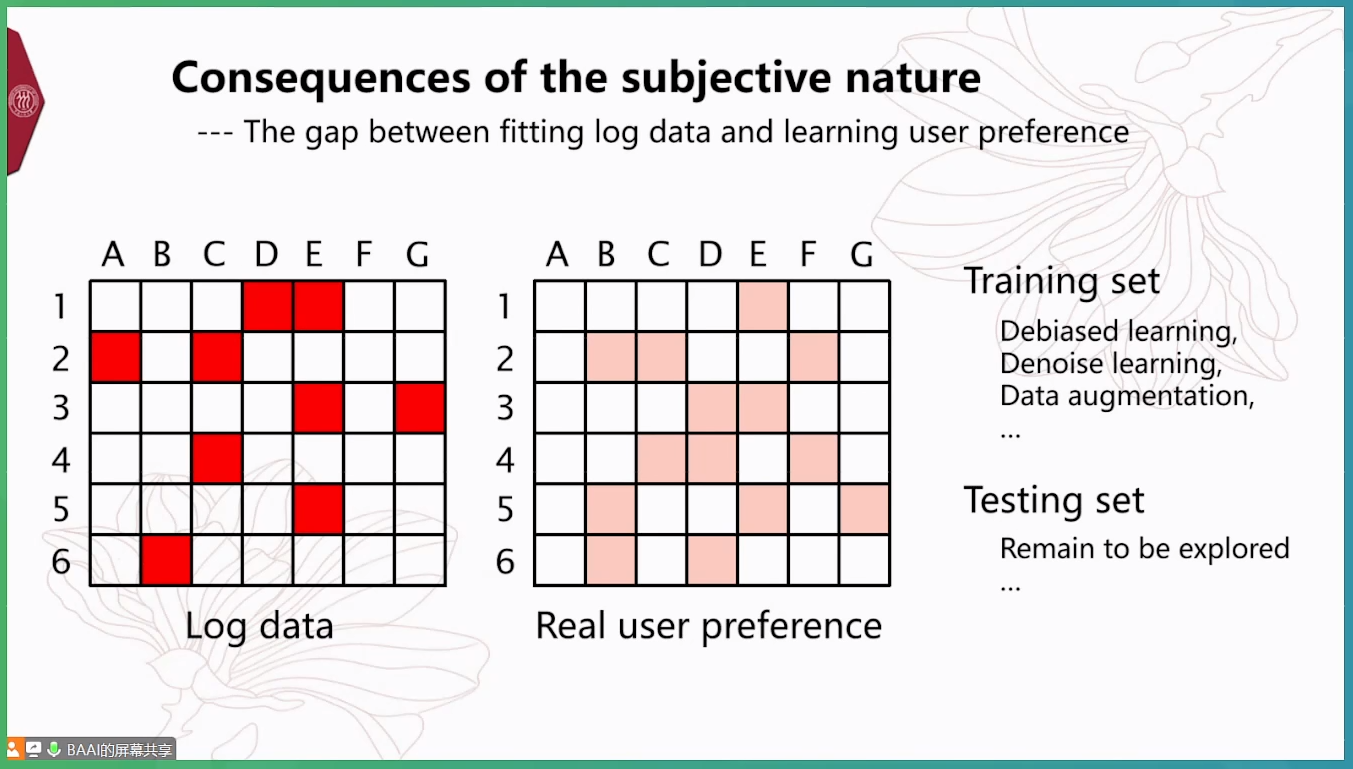 Consequences of the subjective nature
--- The gap between fitting log data and learning user preference
A B C D E F G
1
2
3
4
5
6
Log data
A B C D E F G
1
2
3
4
5
6
Real user preference
Training set
Debiased learning,
Denoise learning,
Data augmentation,
...
Testing set
Remain to be explored
...
BAAI的屏幕共享